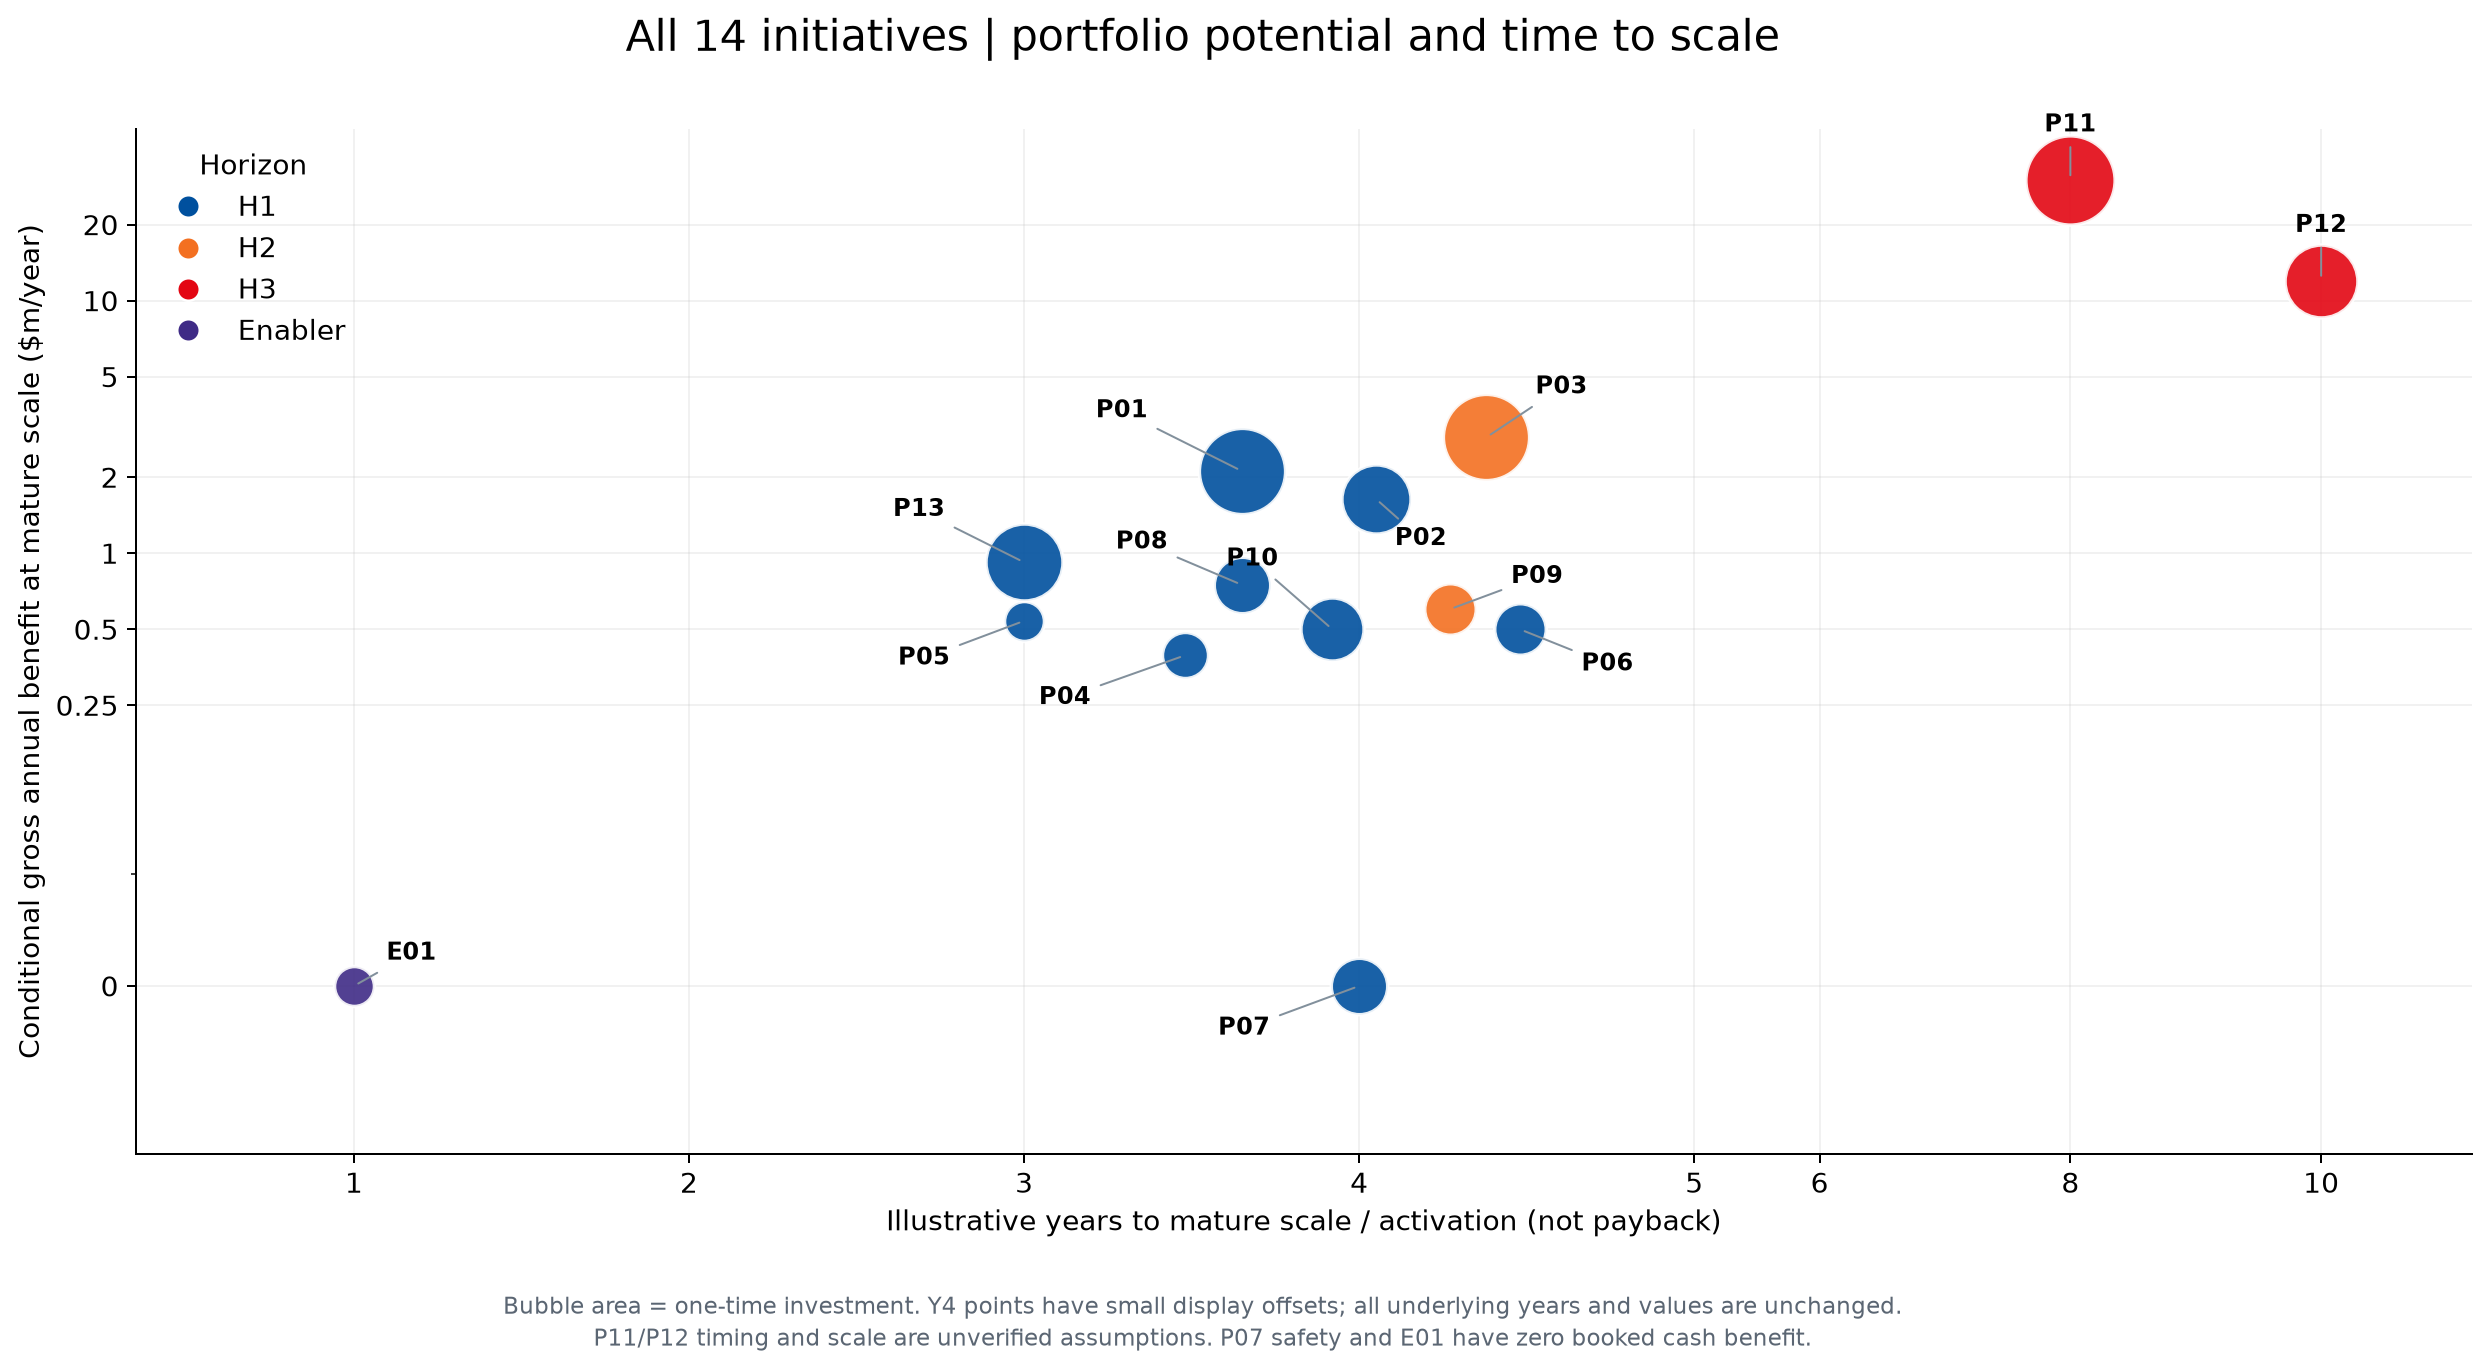 All 14 initiatives | portfolio potential and time to scale
Conditional gross annual benefit at mature scale ($m/year)
Horizon
H1
H2
H3
Enabler
20
10
5
2
1
0.5
0.25
0
P11
P12
P03
P01
P02
P13
P08
P10
P09
P05
P06
P04
E01
P07
1
2
3
4
5
6
8
10
Illustrative years to mature scale / activation (not payback)
Bubble area = one-time investment. Y4 points have small display offsets; all underlying years and values are unchanged.
P11/P12 timing and scale are unverified assumptions. P07 safety and E01 have zero booked cash benefit.